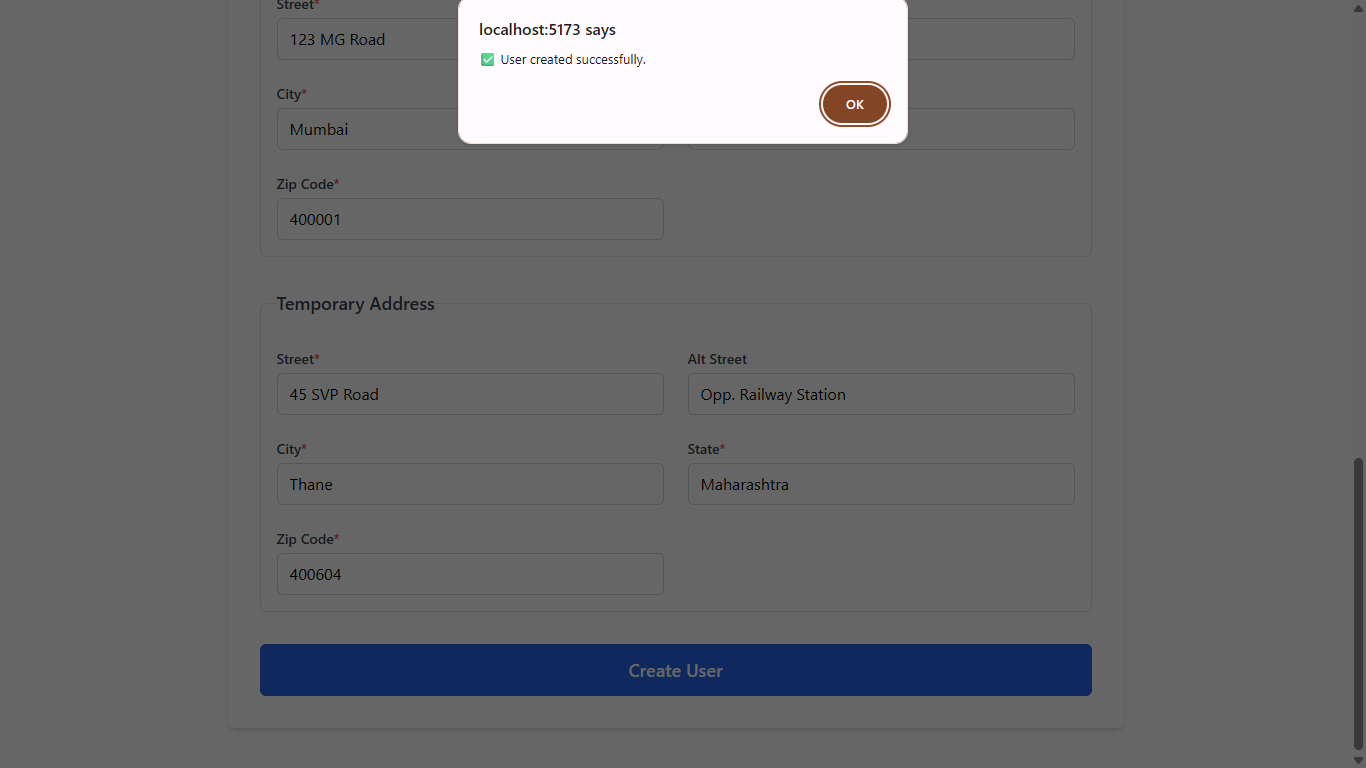 Street*
localhost:5173 says
123 MG Road
✅ User created successfully.
City*
OK
Mumbai
Zip Code*
400001
Temporary Address
Street*
Alt Street
45 SVP Road
Opp. Railway Station
City*
State*
Thane
Maharashtra
Zip Code*
400604
Create User